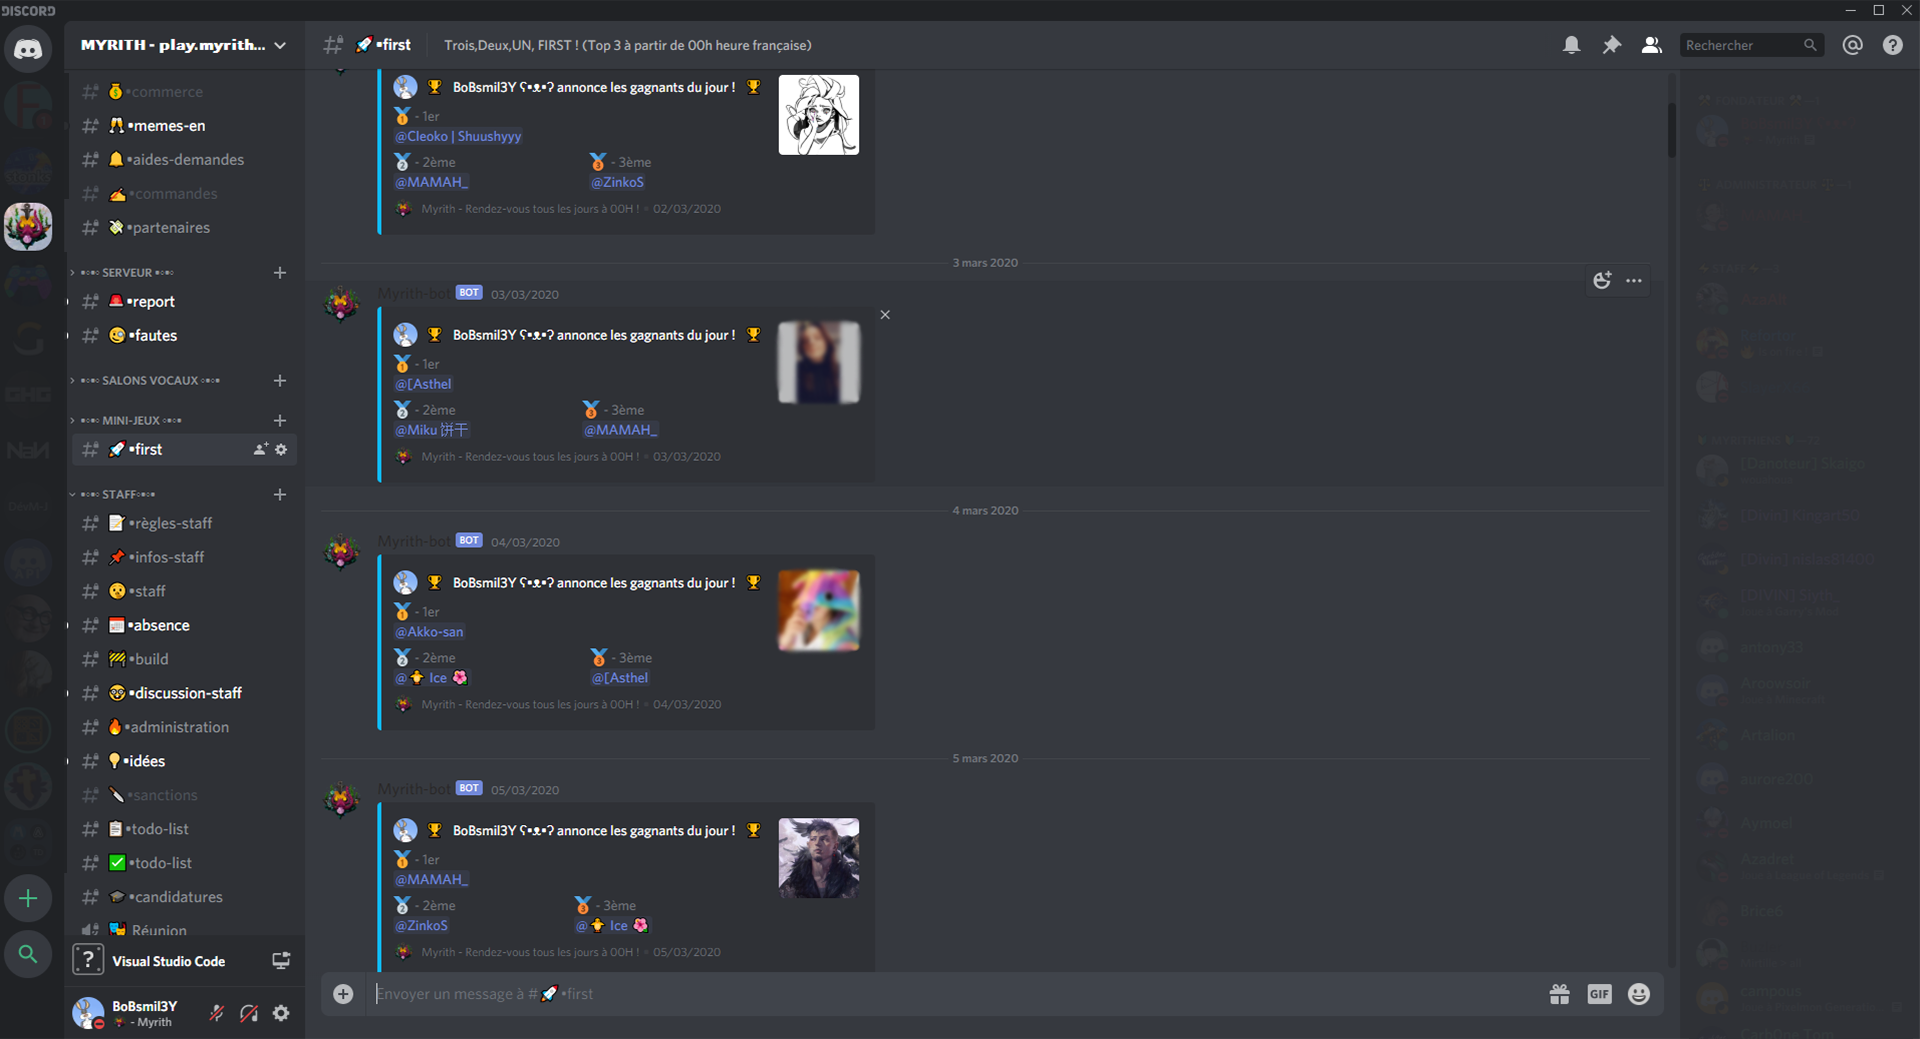 DISCORD
MYRITH - play.myrith...
•first
Trois,Deux,UN, FIRST ! (Top 3 à partir de 00h heure française)
Rechercher
•commerce
•memes-en
•aides-demandes
•commandes
•partenaires
SERVEUR
•report
•fautes
SALONS VOCAUX
MINI-JEUX
•first
STAFF
•règles-staff
•infos-staff
•staff
•absence
•build
•discussion-staff
•administration
•idées
•sanctions
•todo-list
•todo-list
•candidatures
Réunion
Visual Studio Code
BoBsmil3Y
- Myrith
BoBsmil3Y ʕ•ᴥ•ʔ annonce les gagnants du jour !
- 1er
@Cleoko | Shuushyyy
- 2ème - 3ème
@MAMAH_ @ZinkoS
Myrith - Rendez-vous tous les jours à 00H ! • 02/03/2020
3 mars 2020
Myrith-bot BOT 03/03/2020
BoBsmil3Y ʕ•ᴥ•ʔ annonce les gagnants du jour !
- 1er
@[Asthel
- 2ème - 3ème
@Miku 饼干 @MAMAH_
Myrith - Rendez-vous tous les jours à 00H ! • 03/03/2020
4 mars 2020
Myrith-bot BOT 04/03/2020
BoBsmil3Y ʕ•ᴥ•ʔ annonce les gagnants du jour !
- 1er
@Akko-san
- 2ème - 3ème
@🐥 Ice 🌺 @[Asthel
Myrith - Rendez-vous tous les jours à 00H ! • 04/03/2020
5 mars 2020
Myrith-bot BOT 05/03/2020
BoBsmil3Y ʕ•ᴥ•ʔ annonce les gagnants du jour !
- 1er
@MAMAH_
- 2ème - 3ème
@ZinkoS @🐥 Ice 🌺
Myrith - Rendez-vous tous les jours à 00H ! • 05/03/2020
Envoyer un message à #🚀•first
GIF
antony33
Artalion
aurore200
Aymoel
Azadret
Brice6
campous